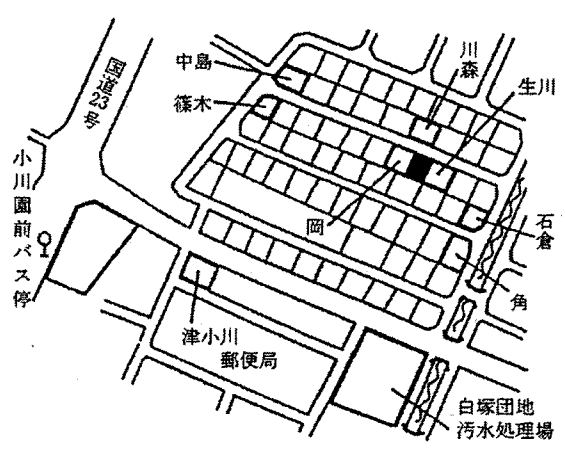 中島
川森
生川
国道23号
篠木
小川園前バス停
岡
石倉
角
津小川
郵便局
白塚団地
汚水処理場